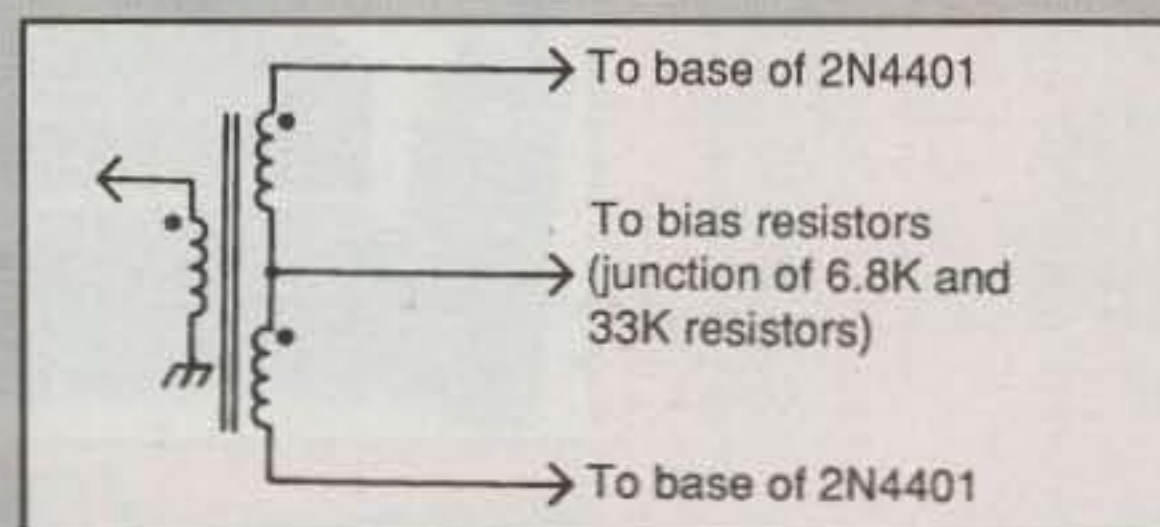 To base of 2N4401
To bias resistors
(junction of 6.8K and
33K resistors)
To base of 2N4401